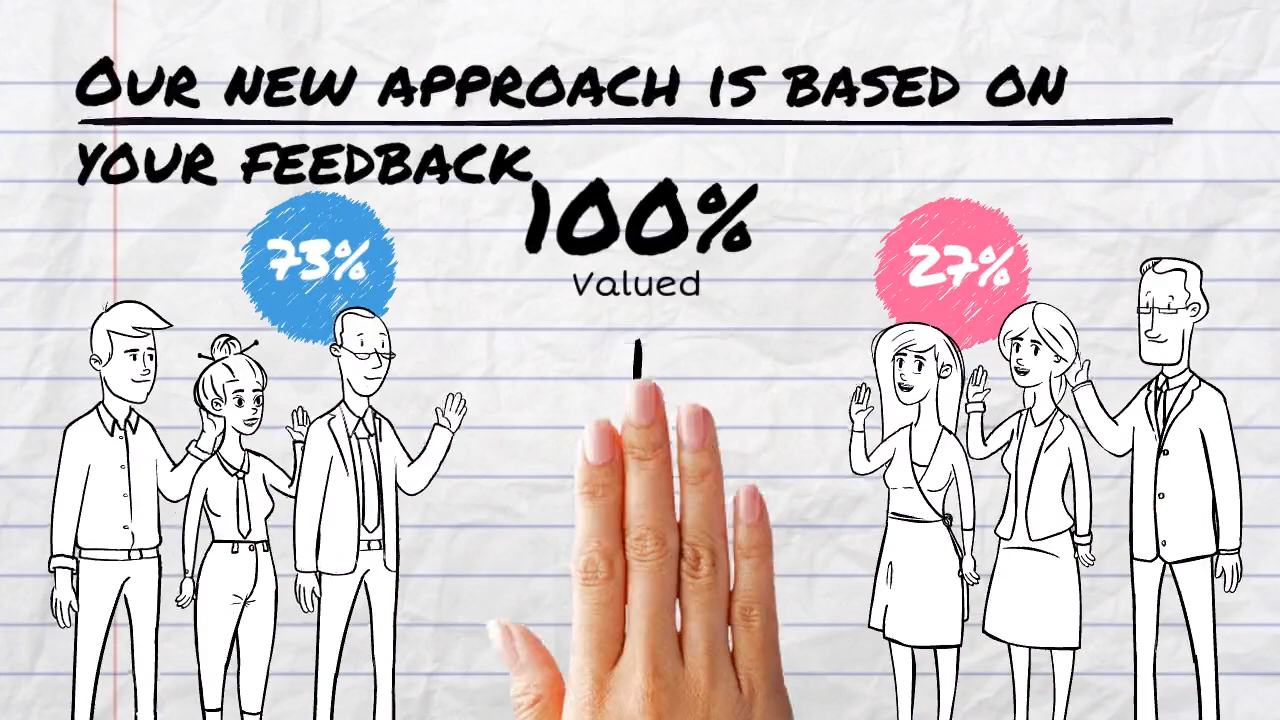 OUR NEW APPROACH IS BASED ON
YOUR FEEDBACK
100%
73%
27%
Valued